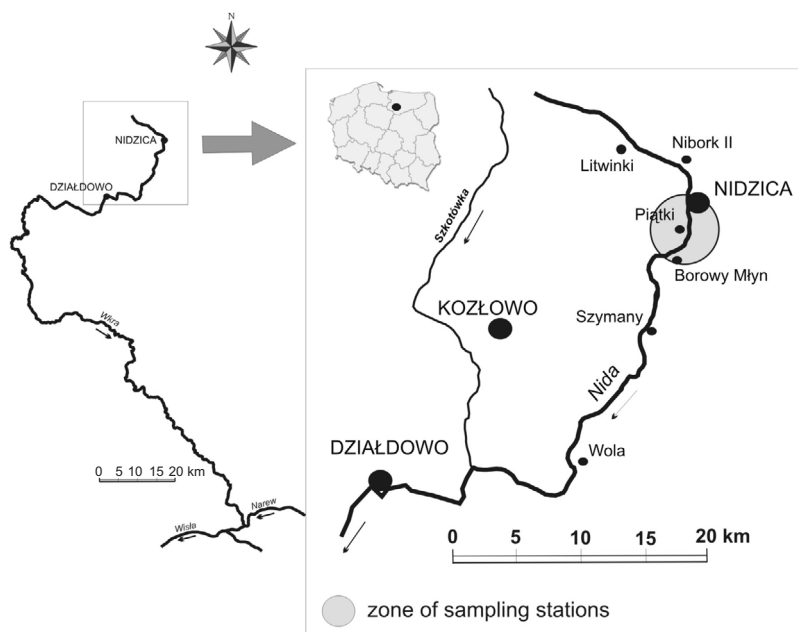 N
NIDZICA
DZIAŁDOWO
Wkra
0 5 10 15 20 km
Narew
Wisła
Szkotówka
Litwinki
Nibork II
NIDZICA
Piątki
Borowy Młyn
KOZŁOWO
Szymany
Nida
DZIAŁDOWO
Wola
0 5 10 15 20 km
zone of sampling stations